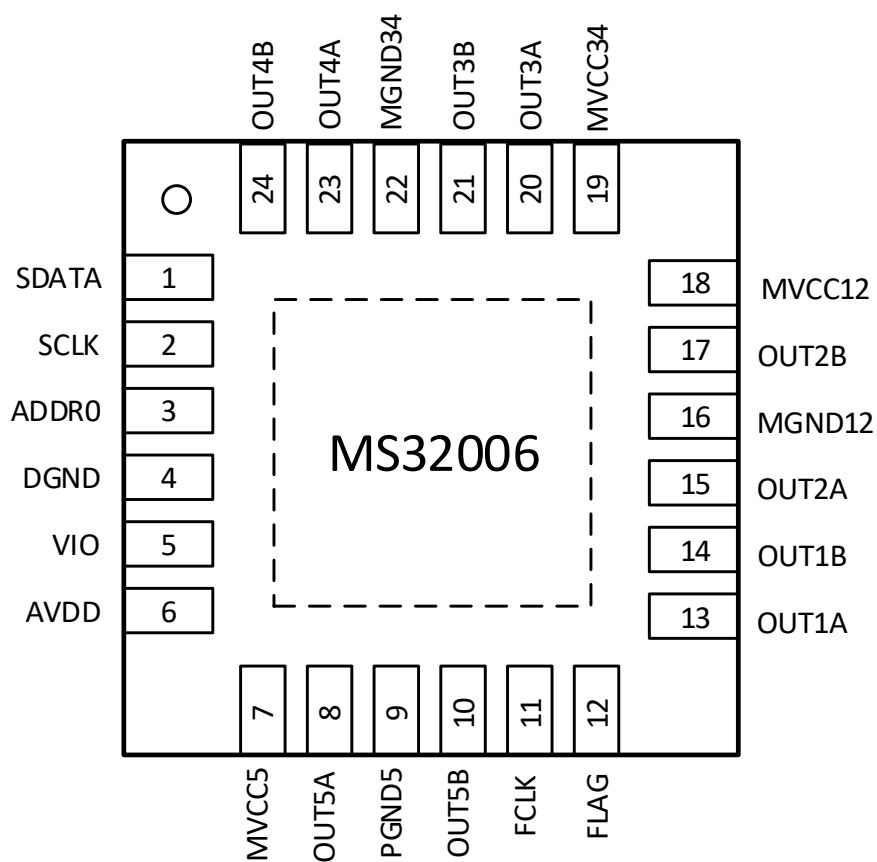 OUT4B
OUT4A
MGND34
OUT3B
OUT3A
MVCC34
24
23
22
21
20
19
SDATA 1
SCLK 2
ADDR0 3
DGND 4
VIO 5
AVDD 6
MS32006
18 MVCC12
17 OUT2B
16 MGND12
15 OUT2A
14 OUT1B
13 OUT1A
7
8
9
10
11
12
MVCC5
OUT5A
PGND5
OUT5B
FCLK
FLAG